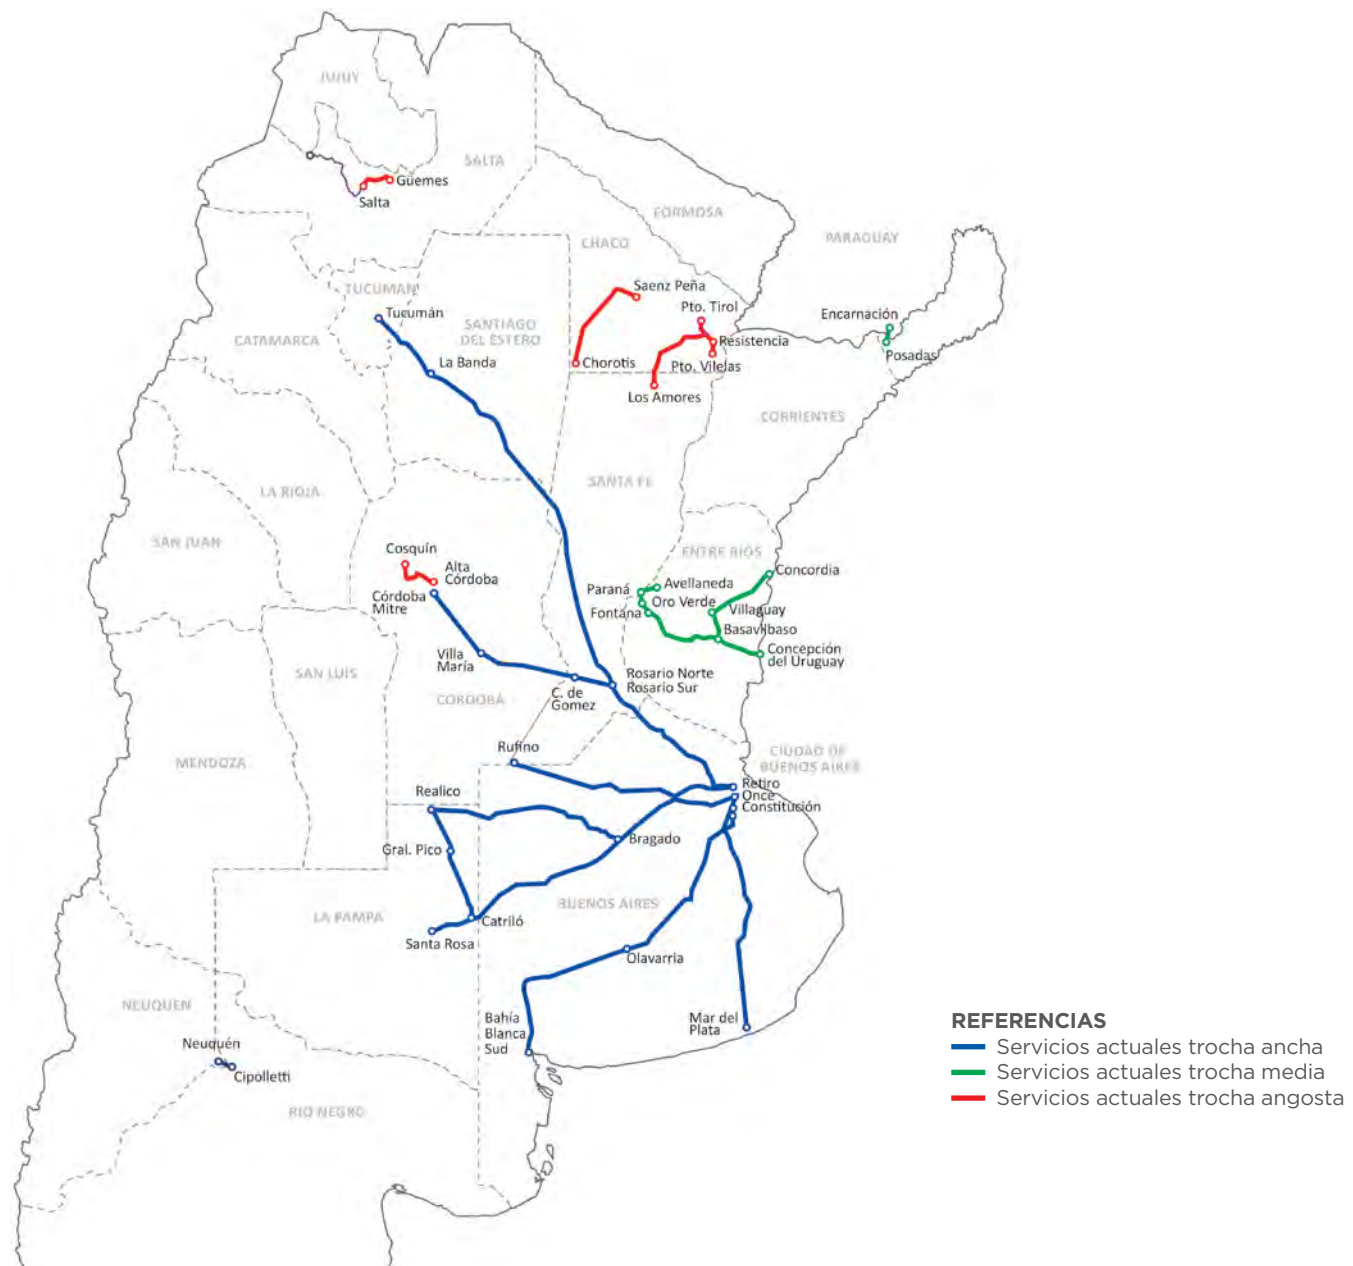 JUJUY
SALTA
Güemes
Salta
FORMOSA
PARAGUAY
CHACO
Saenz Peña
TUCUMAN
Pto. Tirol
Encarnación
Tucumán
SANTIAGO
DEL ESTERO
CATAMARCA
Resistencia
Posadas
La Banda
Chorotis
Pto. Vilelas
Los Amores
CORRIENTES
SANTA FE
LA RIOJA
SAN JUAN
ENTRE RIOS
Cosquín
Alta
Córdoba
Concordia
Avellaneda
Paraná
Oro Verde
Córdoba
Mitre
Fontana
Villaguay
Basavilbaso
Concepción
del Uruguay
Villa
María
SAN LUIS
Rosario Norte
Rosario Sur
CORDOBA
C. de
Gomez
Rufino
CIUDAD DE
BUENOS AIRES
MENDOZA
Retiro
Once
Constitución
Realico
Bragado
Gral. Pico
BUENOS AIRES
LA PAMPA
Catriló
Santa Rosa
Olavarria
NEUQUEN
Bahía
Blanca
Sud
Mar del
Plata
Neuquén
Cipolletti
RIO NEGRO
REFERENCIAS
Servicios actuales trocha ancha
Servicios actuales trocha media
Servicios actuales trocha angosta